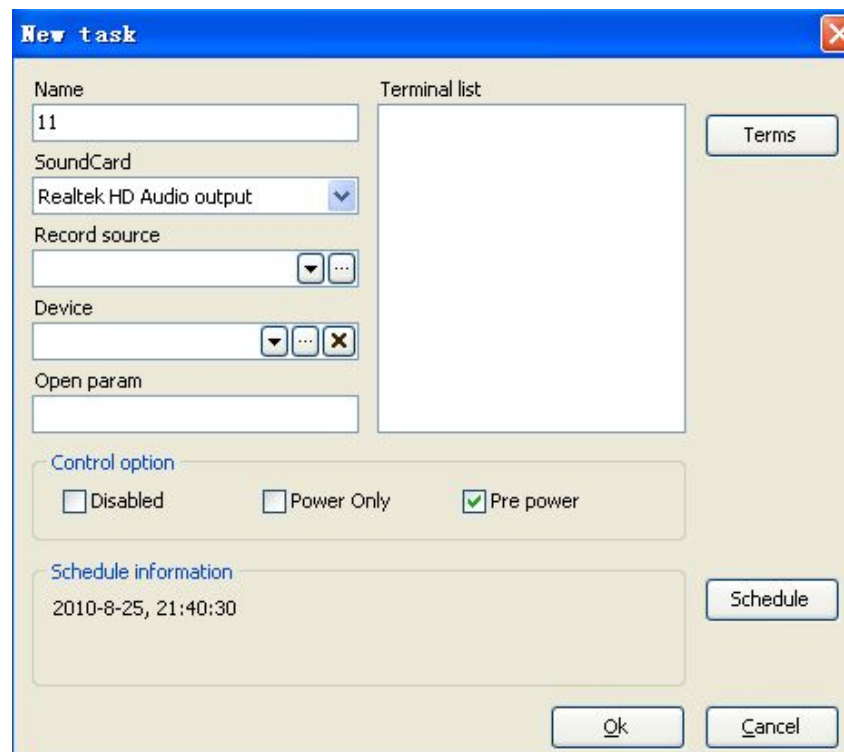 New task
Name
11
SoundCard
Realtek HD Audio output
Record source
Device
Open param
Terminal list
Terms
Control option
Disabled Power Only Pre power
Schedule information
2010-8-25, 21:40:30
Schedule
Ok Cancel